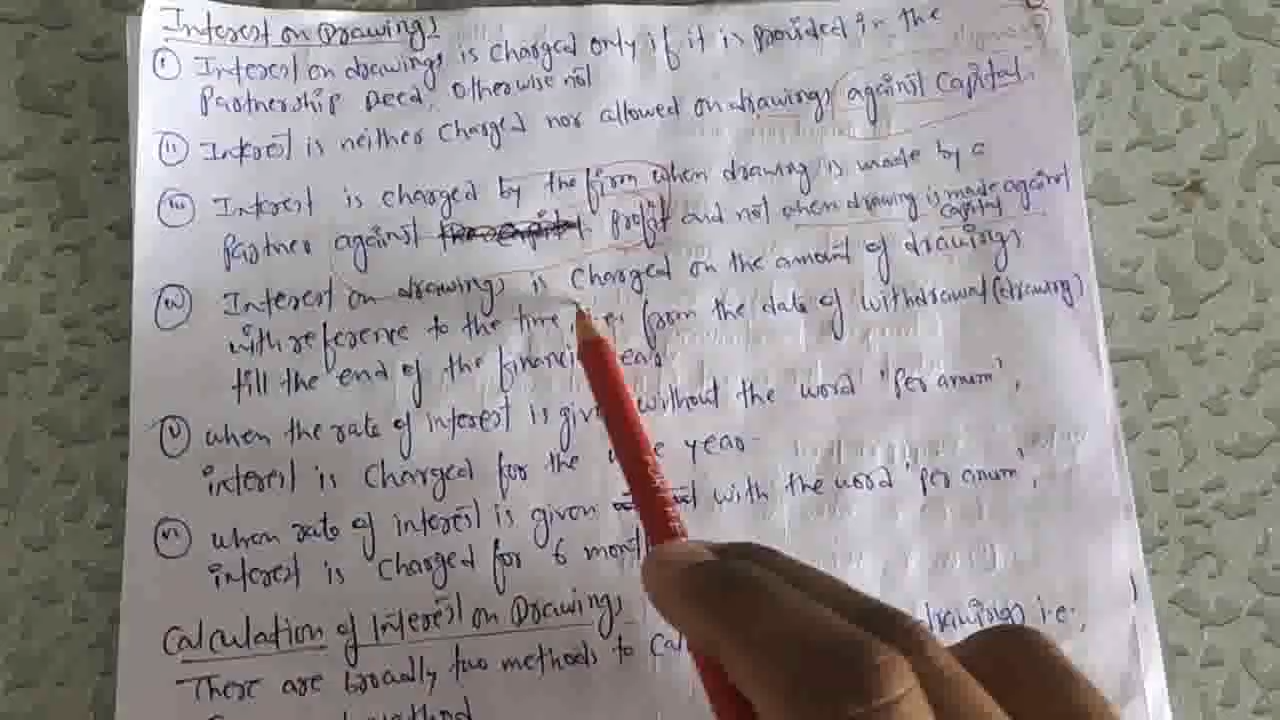 Interest on Drawings
(i) Interest on drawings is charged only if it is provided in the
Partnership Deed, otherwise not
(ii) Interest is neither charged nor allowed on drawings against Capital.
(iii) Interest is charged by the firm when drawing is made by a
Partner against Profit and not when drawing is made against
Capital
(iv) Interest on drawings is charged on the amount of drawings
with reference to the time from the date of withdrawal (drawing)
till the end of the financial year
(v) when the rate of interest is given without the word "Per anum",
interest is charged for the year.
(vi) when rate of interest is given with the word "per anum",
interest is charged for 6 months
Calculation of Interest on Drawings
There are broadly two methods to drawings i.e,
method